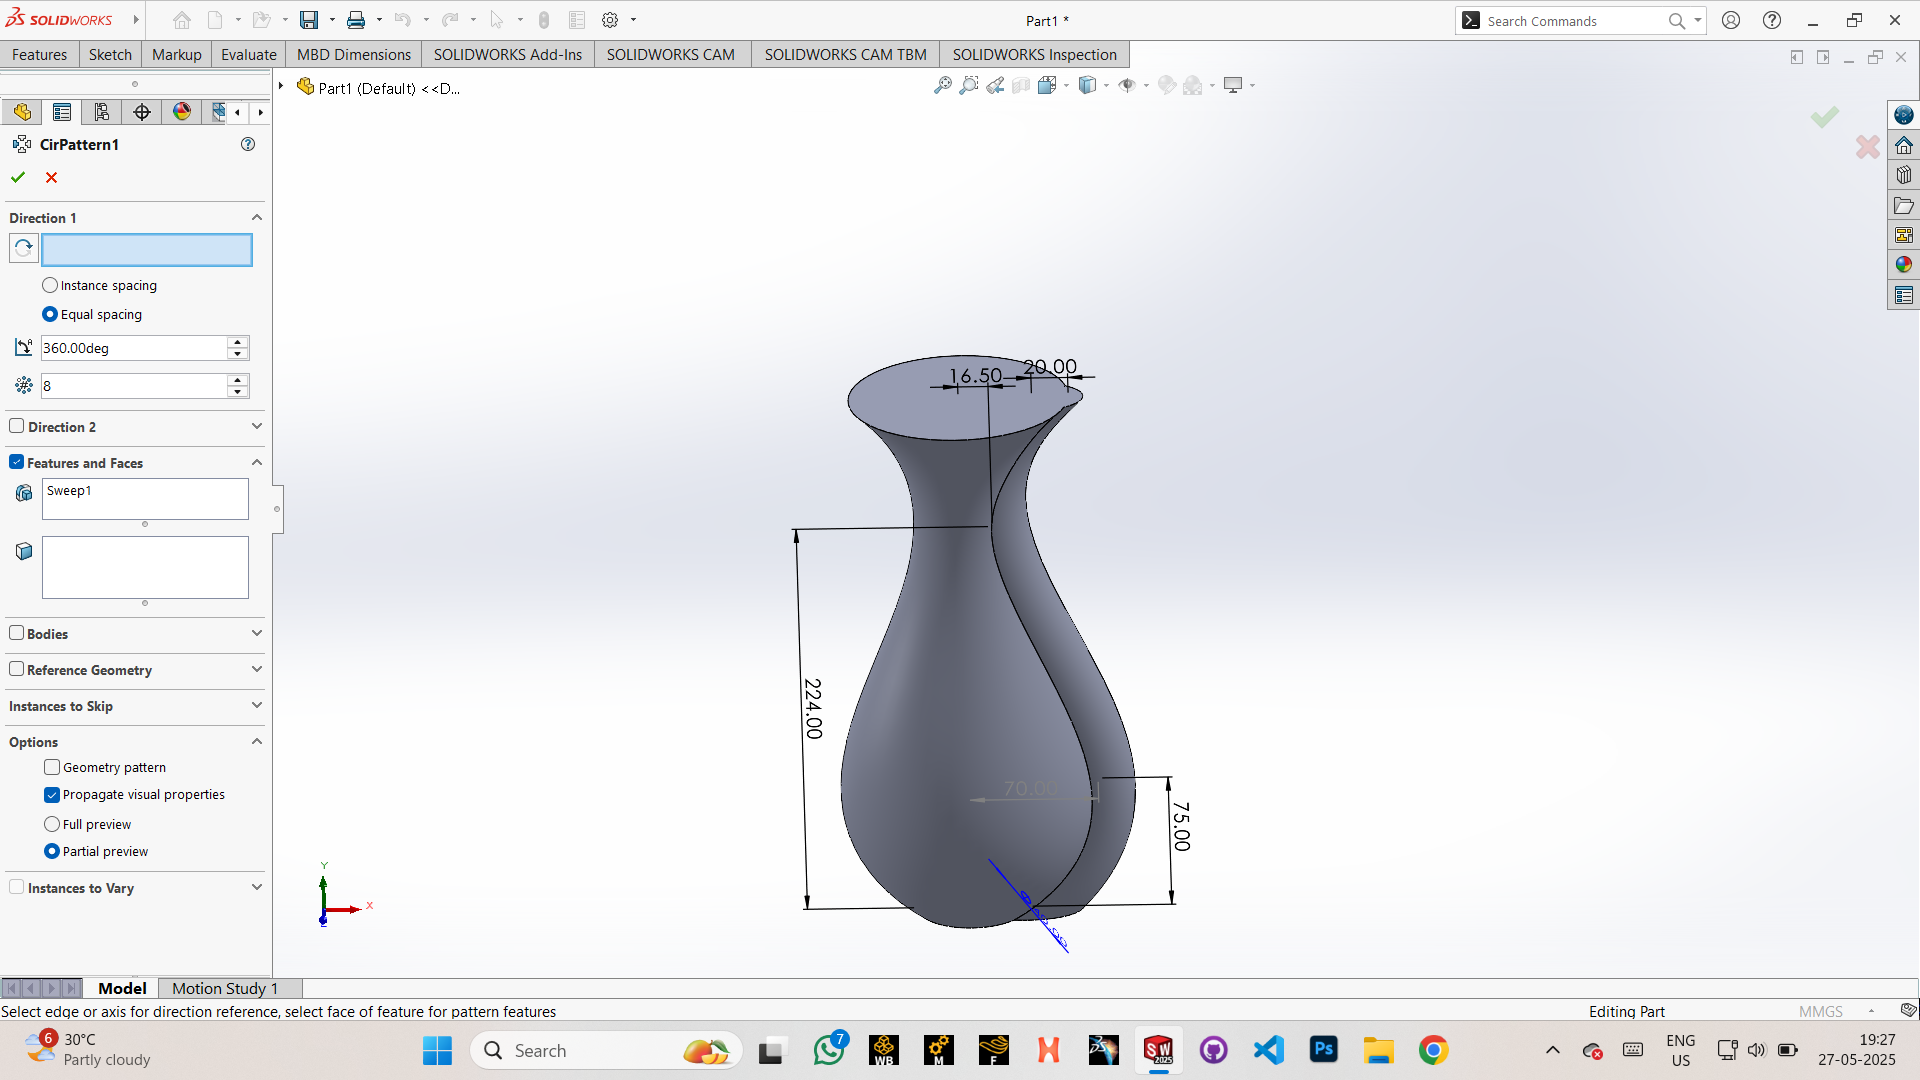 SOLIDWORKS
Part1 *
Search Commands
Features
Sketch
Markup
Evaluate
MBD Dimensions
SOLIDWORKS Add-Ins
SOLIDWORKS CAM
SOLIDWORKS CAM TBM
SOLIDWORKS Inspection
Part1 (Default) <<D...
CirPattern1
Direction 1
Instance spacing
Equal spacing
360.00deg
8
Direction 2
Features and Faces
Sweep1
Bodies
Reference Geometry
Instances to Skip
Options
Geometry pattern
Propagate visual properties
Full preview
Partial preview
Instances to Vary
16.50
20.00
224.00
70.00
75.00
Y
X
Z
Model
Motion Study 1
Select edge or axis for direction reference, select face of feature for pattern features
Editing Part
MMGS
6
30°C
Partly cloudy
Search
7
WB
M
F
SW
2025
Ps
ENG
US
19:27
27-05-2025